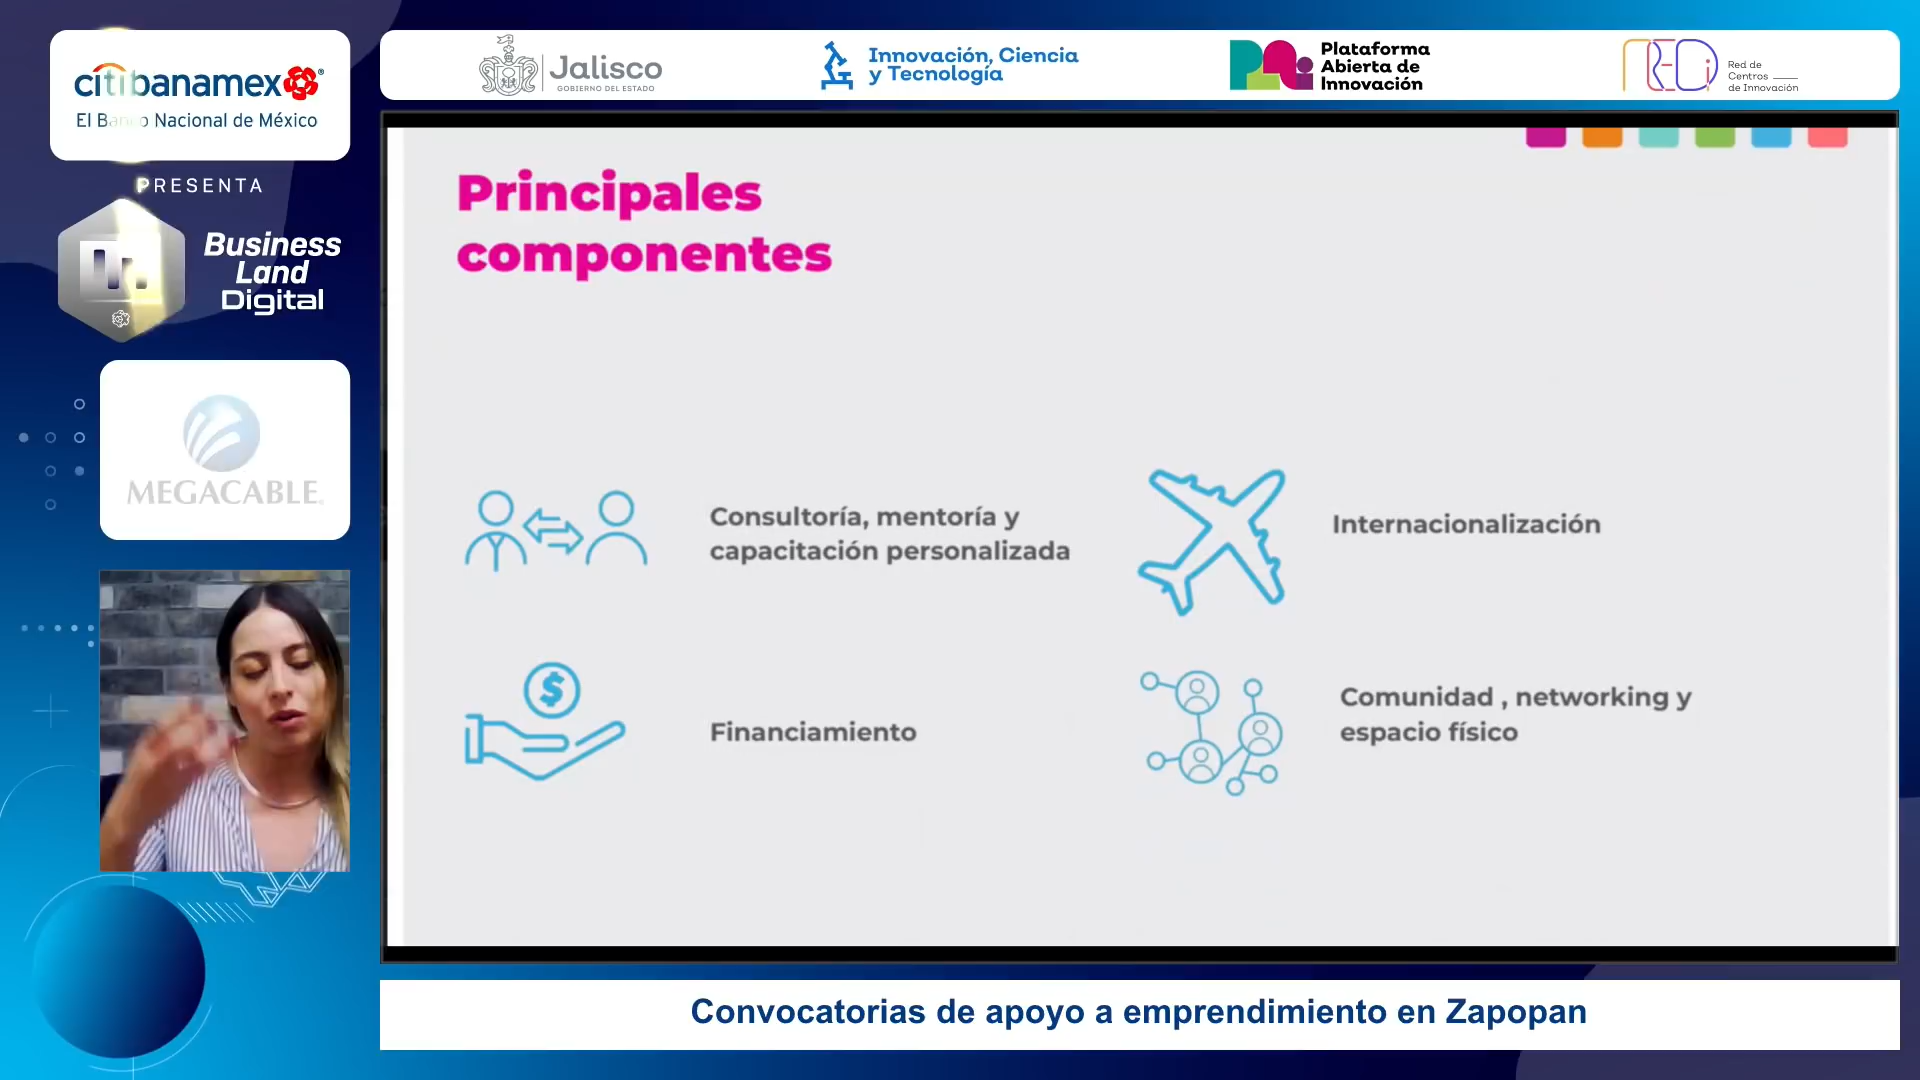 citibanamex
El Banco Nacional de México
PRESENTA
Business
Land
Digital
MEGACABLE
Jalisco
GOBIERNO DEL ESTADO
Innovación, Ciencia
y Tecnología
Plataforma
Abierta de
Innovación
REDi
Red de
Centros
de Innovación
Principales
componentes
Consultoría, mentoría y
capacitación personalizada
Internacionalización
$
Financiamiento
Comunidad , networking y
espacio físico
Convocatorias de apoyo a emprendimiento en Zapopan